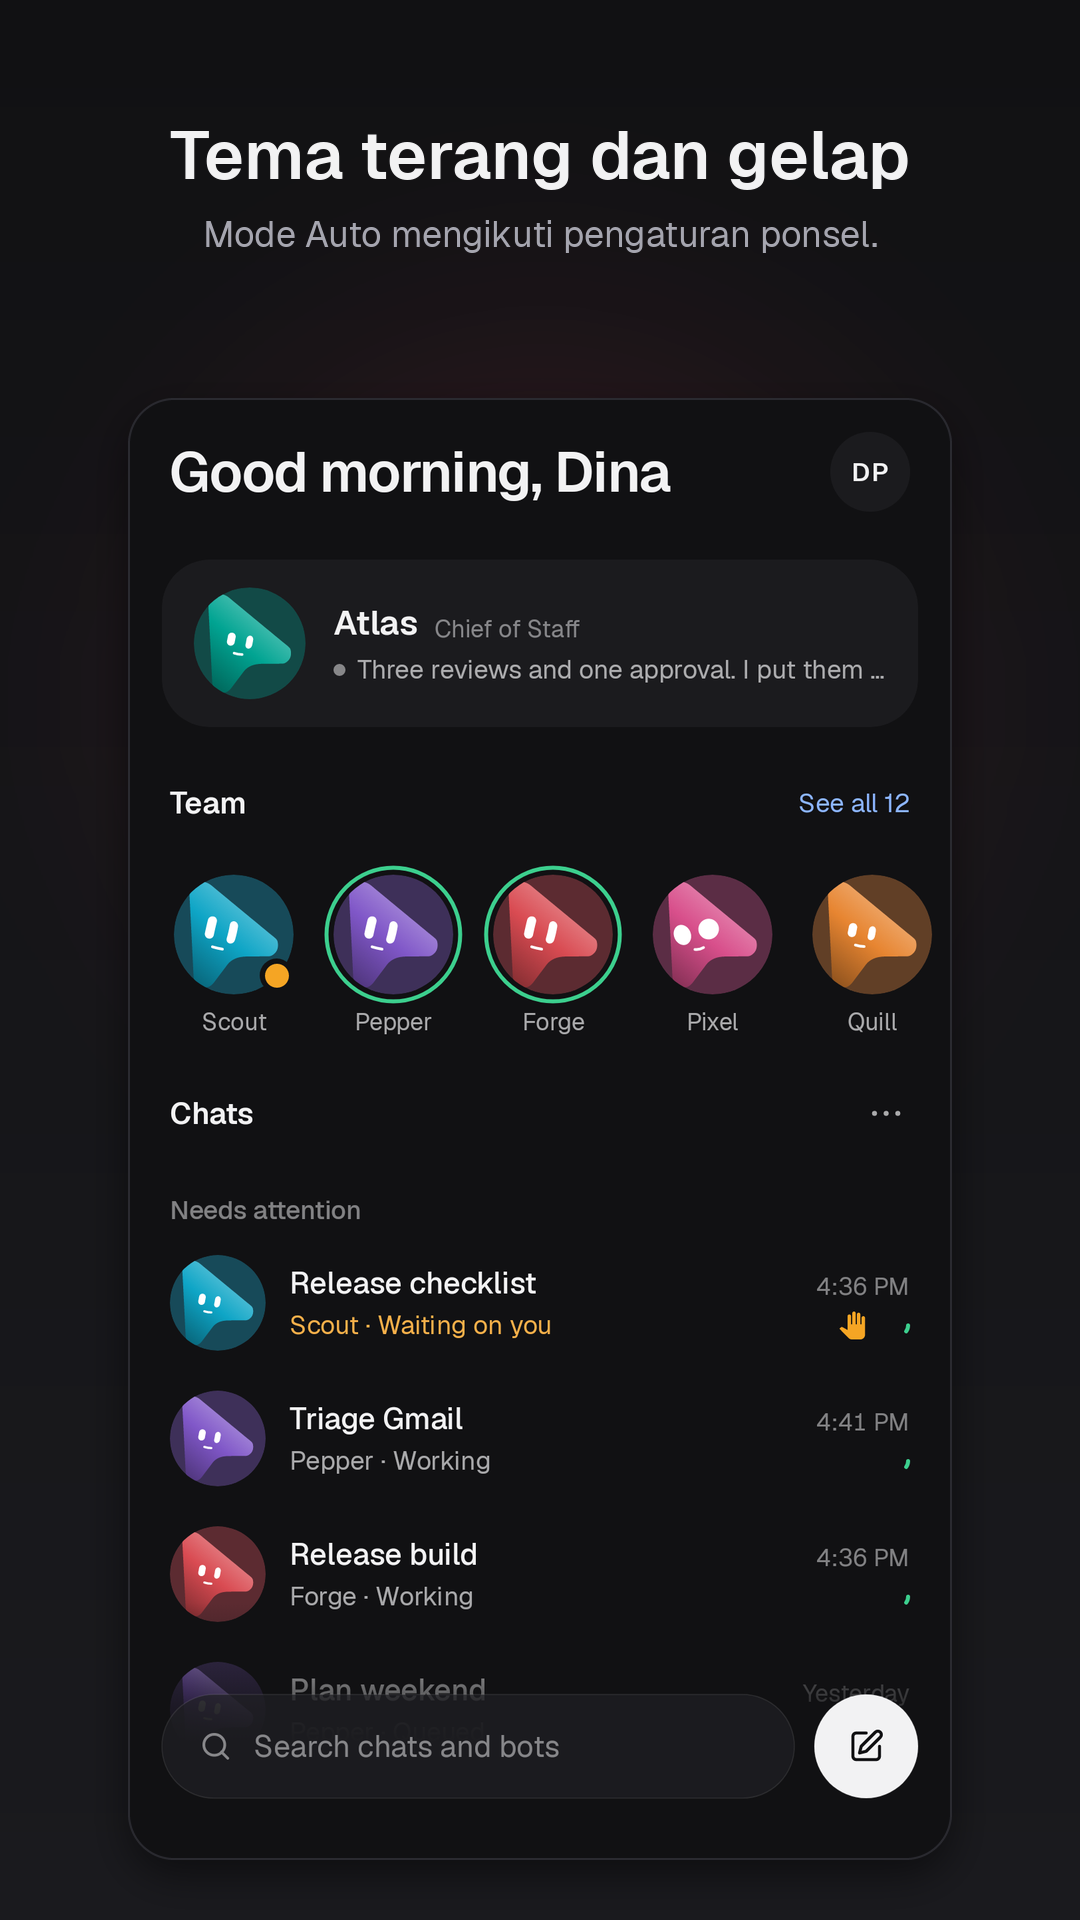 Tema terang dan gelap
Mode Auto mengikuti pengaturan ponsel.
Good morning, Dina
DP
Atlas Chief of Staff
Three reviews and one approval. I put them ...
Team
See all 12
Scout
Pepper
Forge
Pixel
Quill
Chats
Needs attention
Release checklist
4:36 PM
Scout · Waiting on you
Triage Gmail
4:41 PM
Pepper · Working
Release build
4:36 PM
Forge · Working
Plan weekend
Yesterday
Pepper · Queued
Search chats and bots